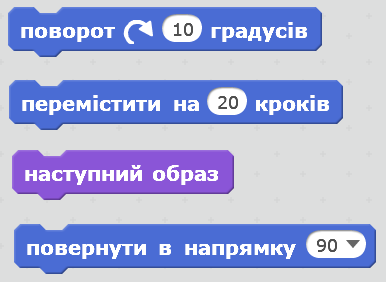 поворот 10 градусів
перемістити на 20 кроків
наступний образ
повернути в напрямку 90